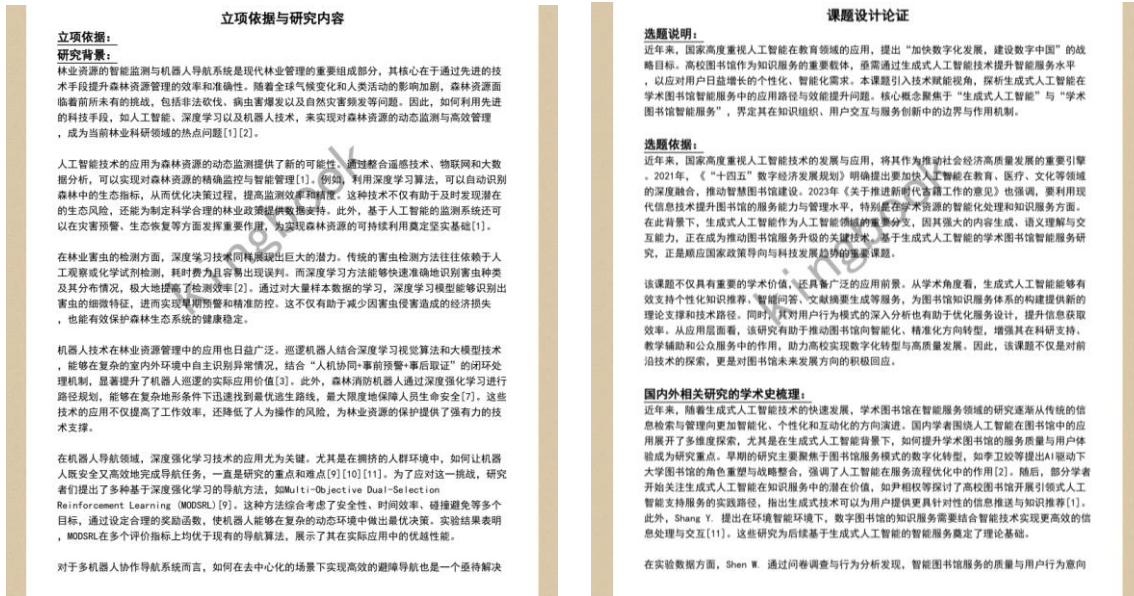 立项依据与研究内容
立项依据：
研究背景：
林业资源的智能监测与机器人导航系统是现代林业管理的重要组成部分，其核心在于通过先进的技
术手段提升森林资源管理的效率和准确性。随着全球气候变化和人类活动的影响加剧，森林资源面
临着前所未有的挑战，包括非法砍伐、病虫害爆发以及自然灾害频发等问题。因此，如何利用先进
的科技手段，如人工智能、深度学习以及机器人技术，来实现对森林资源的动态监测与高效管理
，成为当前林业科研领域的热点问题[1][2]。
人工智能技术的应用为森林资源的动态监测提供了新的可能性。通过整合遥感技术、物联网和大数
据分析，可以实现对森林资源的精确监控与智能管理[1]。例如，利用深度学习算法，可以自动识别
森林中的生态指标，从而优化决策过程，提高监测效率和精度。这种技术不仅有助于及时发现潜在
的生态风险，还能为制定科学合理的林业政策提供数据支持。此外，基于人工智能的监测系统还可
以在灾害预警、生态恢复等方面发挥重要作用，为实现森林资源的可持续利用奠定坚实基础[1]。
在林业害虫的检测方面，深度学习技术同样展现出巨大的潜力。传统的害虫检测方法往往依赖于人
工观察或化学试剂检测，耗时费力且容易出现误判。而深度学习方法能够快速准确地识别害虫种类
及其分布情况，极大地提高了检测效率[2]。通过对大量样本数据的学习，深度学习模型能够识别出
害虫的细微特征，进而实现早期预警和精准防控。这不仅有助于减少因虫害侵害造成的经济损失
，也能有效保护森林生态系统的健康稳定。
机器人技术在林业资源管理中的应用也日益广泛。巡逻机器人结合深度学习视觉算法和大模型技术
，能够在复杂的室内外环境中自主识别异常情况，结合“人机协同+事前预警+事后取证”的闭环处
理机制，显著提升了机器人巡逻的实际应用价值[3]。此外，森林消防机器人通过深度强化学习进行
路径规划，能够在复杂地形条件下迅速找到最优逃生路线，最大限度地保障人员生命安全[7]。这些
技术的应用不仅提高了工作效率，还降低了人为操作的风险，为林业资源的保护提供了强有力的技
术支撑。
在机器人导航领域，深度强化学习技术的应用尤为关键。尤其是在拥挤的人群环境中，如何让机器
人既安全又高效地完成导航任务，一直是研究的重点和难点[9][10][11]。为了应对这一挑战，研究
者们提出了多种基于深度强化学习的导航方法，如Multi-Objective Dual-Selection
Reinforcement Learning (MODSRL)[9]。这种方法综合考虑了安全性、时间效率、碰撞避免等多个
目标，通过设定合理的奖励函数，使机器人能够在复杂的动态环境中做出最优决策。实验结果表明
，MODSRL在多个评价指标上均优于现有的导航算法，展示了其在实际应用中的优越性能。
对于多机器人协作导航系统而言，如何在去中心化的场景下实现高效的避障导航也是一个亟待解决
kingbook
课题设计论证
选题说明：
近年来，国家高度重视人工智能在教育领域的应用，提出“加快数字化发展，建设数字中国”的战
略目标。高校图书馆作为知识服务的重要载体，亟需通过生成式人工智能技术提升智能服务水平
，以应对用户日益增长的个性化、智能化需求。本课题引入技术赋能视角，探析生成式人工智能在
学术图书馆智能服务中的应用路径与效能提升问题。核心概念聚焦于“生成式人工智能”与“学术
图书馆智能服务”，界定其在知识组织、用户交互与服务创新中的边界与作用机制。
选题依据：
近年来，国家高度重视人工智能技术的发展与应用，将其作为推动社会经济高质量发展的重要引擎
。2021年，《“十四五”数字经济发展规划》明确提出要加快人工智能在教育、医疗、文化等领域
的深度融合，推动智慧图书馆建设。2023年《关于推进新时代古籍工作的意见》也强调，要利用现
代信息技术提升图书馆的服务能力与管理水平，特别是在学术资源的智能化处理和知识服务方面。
在此背景下，生成式人工智能作为人工智能领域的重要分支，因其强大的内容生成、语义理解与交
互能力，正在成为推动图书馆服务升级的关键技术。基于生成式人工智能的学术图书馆智能服务研
究，正是顺应国家政策导向与科技发展趋势的重要课题。
该课题不仅具有重要的学术价值，还具备广泛的应用前景。从学术角度看，生成式人工智能能够有
效支持个性化知识推荐、智能问答、文献摘要生成等服务，为图书馆知识服务体系的构建提供新的
理论支撑和技术路径。同时，其对用户行为模式的深入分析也有助于优化服务设计，提升信息获取
效率。从应用层面看，该研究有助于推动图书馆向智能化、精准化方向转型，增强其在科研支持、
教学辅助和公众服务中的作用，助力高校实现数字化转型与高质量发展。因此，该课题不仅是对前
沿技术的探索，更是对图书馆未来发展方向的积极回应。
国内外相关研究的学术史梳理：
近年来，随着生成式人工智能技术的快速发展，学术图书馆在智能服务领域的研究逐渐从传统的信
息检索与管理向更加智能化、个性化和互动化的方向演进。国内学者围绕人工智能在图书馆中的应
用展开了多维度探索，尤其是在生成式人工智能背景下，如何提升学术图书馆的服务质量与用户体
验成为研究重点。早期的研究主要聚焦于图书馆服务模式的数字化转型，如李卫姣等提出AI驱动下
大学图书馆的角色重塑与战略整合，强调了人工智能在服务流程优化中的作用[2]。随后，部分学者
开始关注生成式人工智能在知识服务中的潜在价值，如尹相权等探讨了高校图书馆开展引领式人工
智能支持服务的实践路径，指出生成式技术可以为用户提供更具针对性的信息推送与知识推荐[1]。
此外，Shang Y. 提出在环境智能环境下，数字图书馆的知识服务需要结合智能技术实现更高效的信
息处理与交互[11]。这些研究为后续基于生成式人工智能的智能服务奠定了理论基础。
在实验数据方面，Shen W. 通过问卷调查与行为分析发现，智能图书馆服务的质量与用户行为意向
kingbook